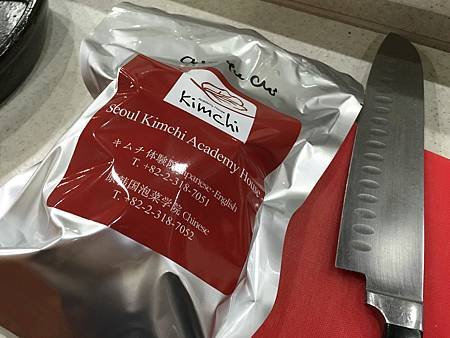 Kimchi
Seoul Kimchi Academy House
キムチ体験院 Japanese·English
T. +82-2-318-7051
韓国泡菜学院 Chinese
T. +82-2-318-7052